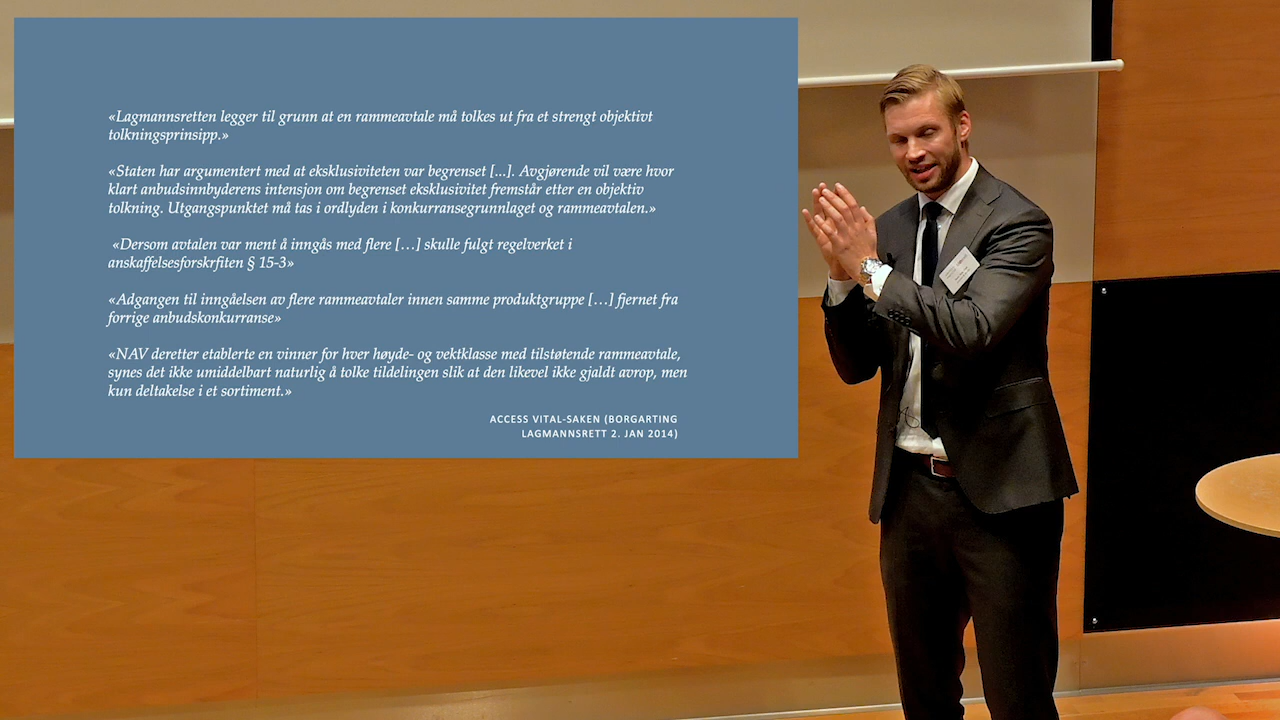 «Lagmannsretten legger til grunn at en rammeavtale må tolkes ut fra et strengt objektivt
tolkningsprinsipp.»
«Staten har argumentert med at eksklusiviteten var begrenset [...]. Avgjørende vil være hvor
klart anbudsinnbyderens intensjon om begrenset eksklusivitet fremstår etter en objektiv
tolkning. Utgangspunktet må tas i ordlyden i konkurransegrunnlaget og rammeavtalen.»
«Dersom avtalen var ment å inngås med flere […] skulle fulgt regelverket i
anskaffelsesforskrfiten § 15-3»
«Adgangen til inngåelsen av flere rammeavtaler innen samme produktgruppe […] fjernet fra
forrige anbudskonkurranse»
«NAV deretter etablerte en vinner for hver høyde- og vektklasse med tilstøtende rammeavtale,
synes det ikke umiddelbart naturlig å tolke tildelingen slik at den likevel ikke gjaldt avrop, men
kun deltakelse i et sortiment.»
ACCESS VITAL-SAKEN (BORGARTING
LAGMANNSRETT 2. JAN 2014)